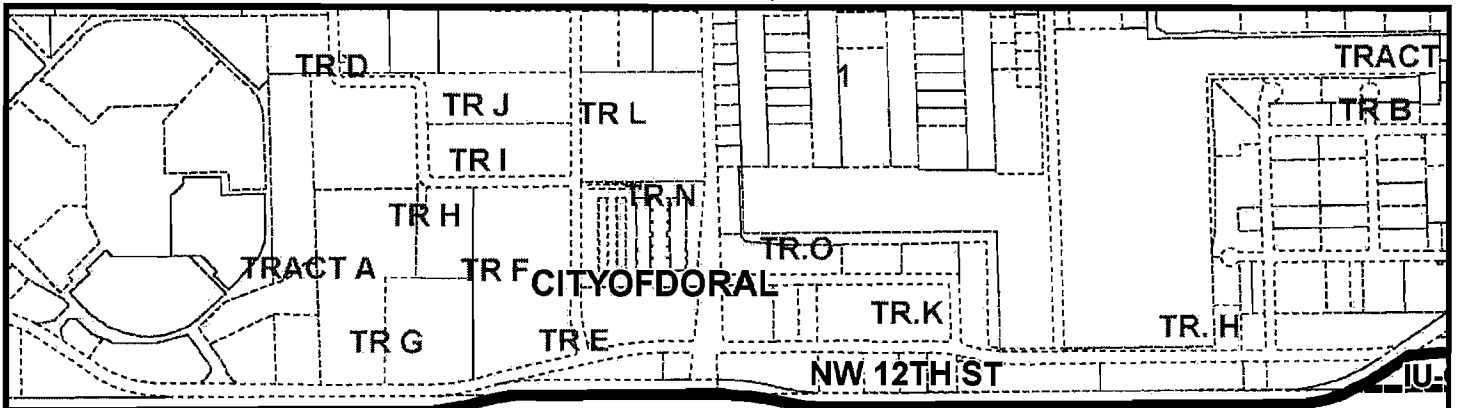 TRACT
TR D
1
TR J
TR L
TR B
TR I
TR.N
TR H
TR.O
TRACT A
TR F
CITYOFDORAL
TR.K
TR. H
TR G
TR E
NW 12TH ST
IU-